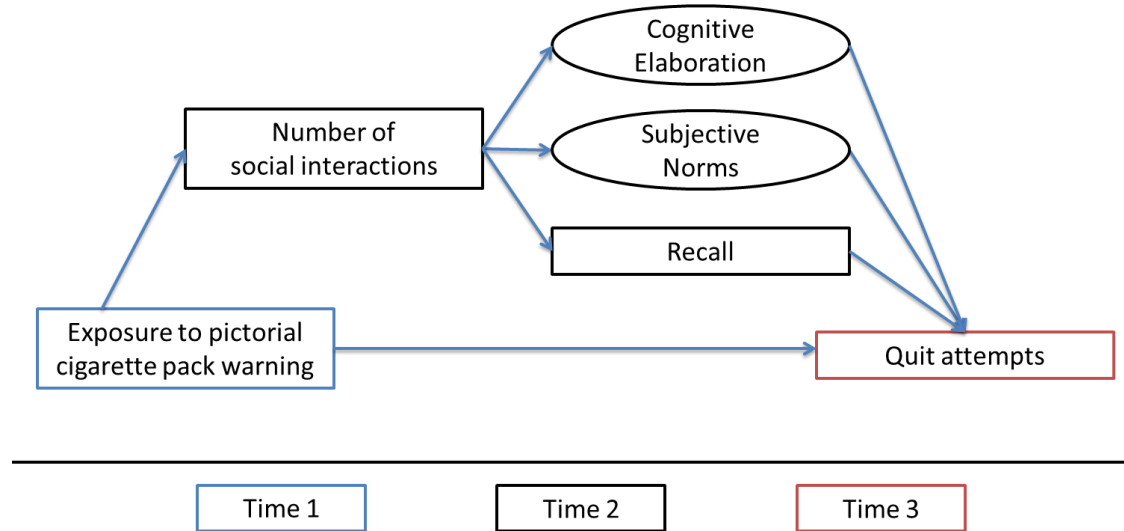 Cognitive
Elaboration
Number of
social interactions
Subjective
Norms
Recall
Exposure to pictorial
cigarette pack warning
Quit attempts
Time 1
Time 2
Time 3